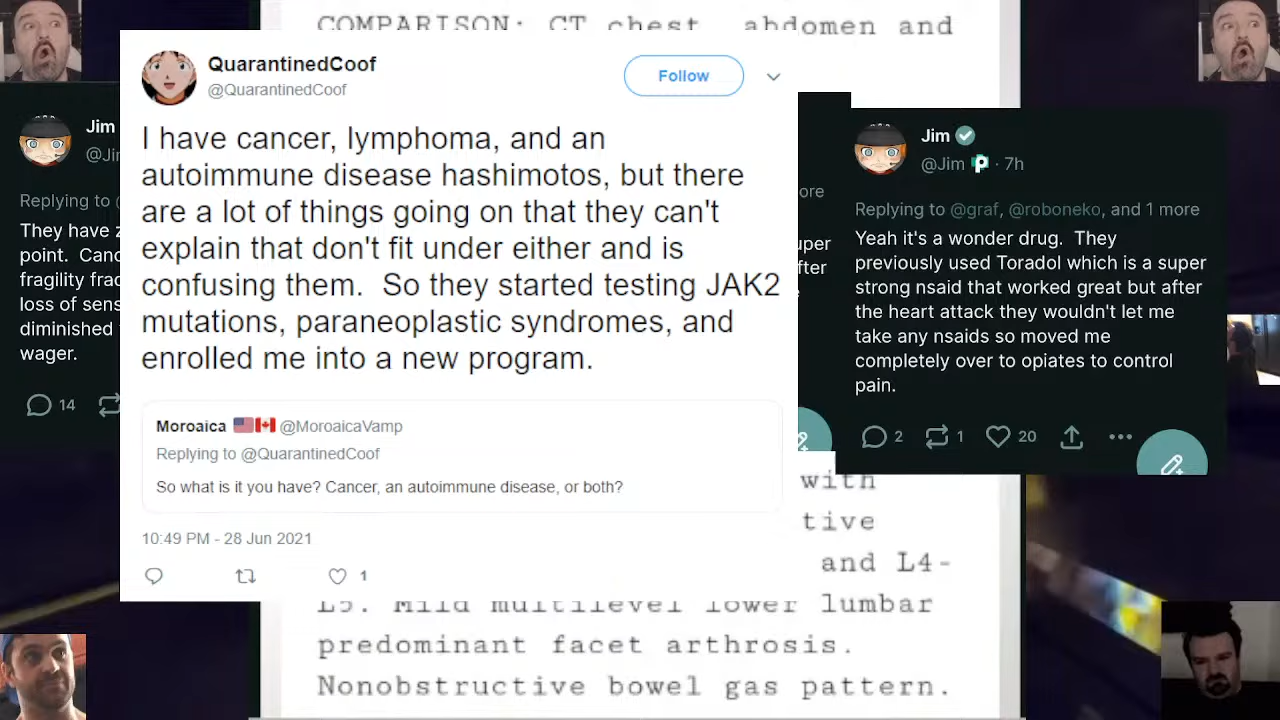 COMPARISON: CT chest, abdomen and
QuarantinedCoof
@QuarantinedCoof
Follow
I have cancer, lymphoma, and an
autoimmune disease hashimotos, but there
are a lot of things going on that they can't
explain that don't fit under either and is
confusing them. So they started testing JAK2
mutations, paraneoplastic syndromes, and
enrolled me into a new program.
Moroaica @MoroaicaVamp
Replying to @QuarantinedCoof
So what is it you have? Cancer, an autoimmune disease, or both?
10:49 PM - 28 Jun 2021
1
Jim
@Jir
Replying to
They have
point. Canc
fragility frac
loss of sens
diminished
wager.
14
ore
uper
fter
Jim
@Jim · 7h
Replying to @graf, @roboneko, and 1 more
Yeah it's a wonder drug. They
previously used Toradol which is a super
strong nsaid that worked great but after
the heart attack they wouldn't let me
take any nsaids so moved me
completely over to opiates to control
pain.
2 1 20
with
tive
and L4-
L5. Mild multilevel lower lumbar
predominant facet arthrosis.
Nonobstructive bowel gas pattern.